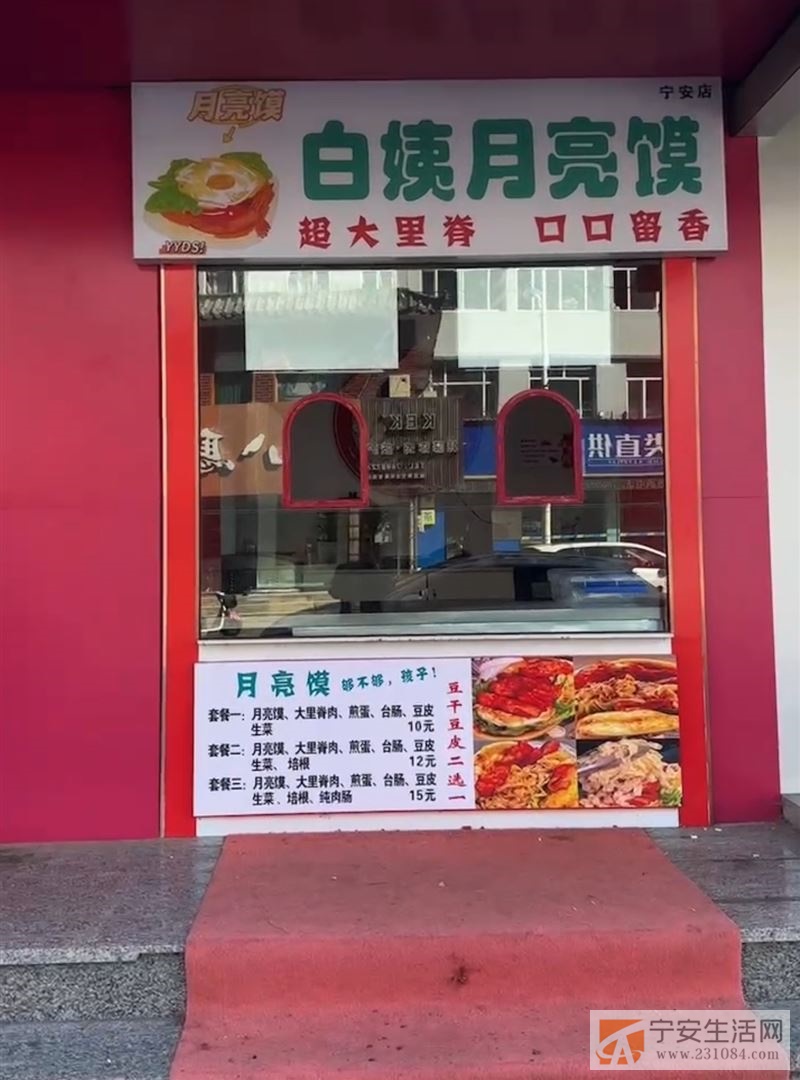 宁安店
月亮馍
白姨月亮馍
YYDS!
超大里脊 口口留香
KEK
直供
月亮馍 够不够,孩子!
套餐一:月亮馍、大里脊肉、煎蛋、台肠、豆皮
生菜 10元
套餐二:月亮馍、大里脊肉、煎蛋、台肠、豆皮
生菜、培根 12元
套餐三:月亮馍、大里脊肉、煎蛋、台肠、豆皮
生菜、培根、纯肉肠 15元
豆干豆皮二选一
宁安生活网
www.231084.com